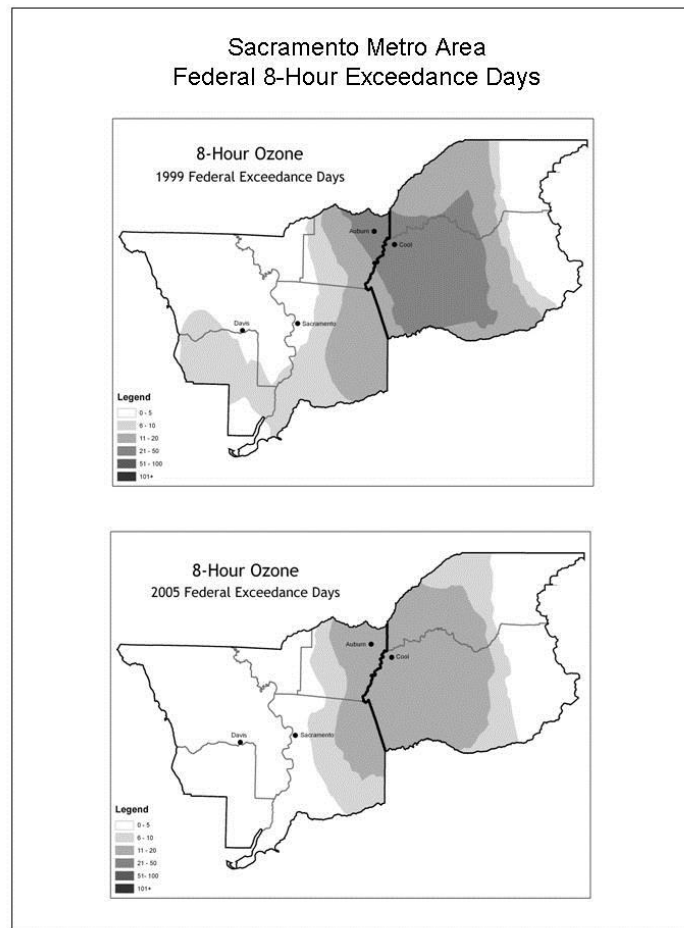 Sacramento Metro Area
Federal 8-Hour Exceedance Days
8-Hour Ozone
1999 Federal Exceedance Days
Auburn
Cool
Davis
Sacramento
Legend
0 - 5
6 - 10
11 - 20
21 - 50
51 - 100
101+
8-Hour Ozone
2005 Federal Exceedance Days
Auburn
Cool
Davis
Sacramento
Legend
0 - 5
6 - 10
11 - 20
21 - 50
51 - 100
101+